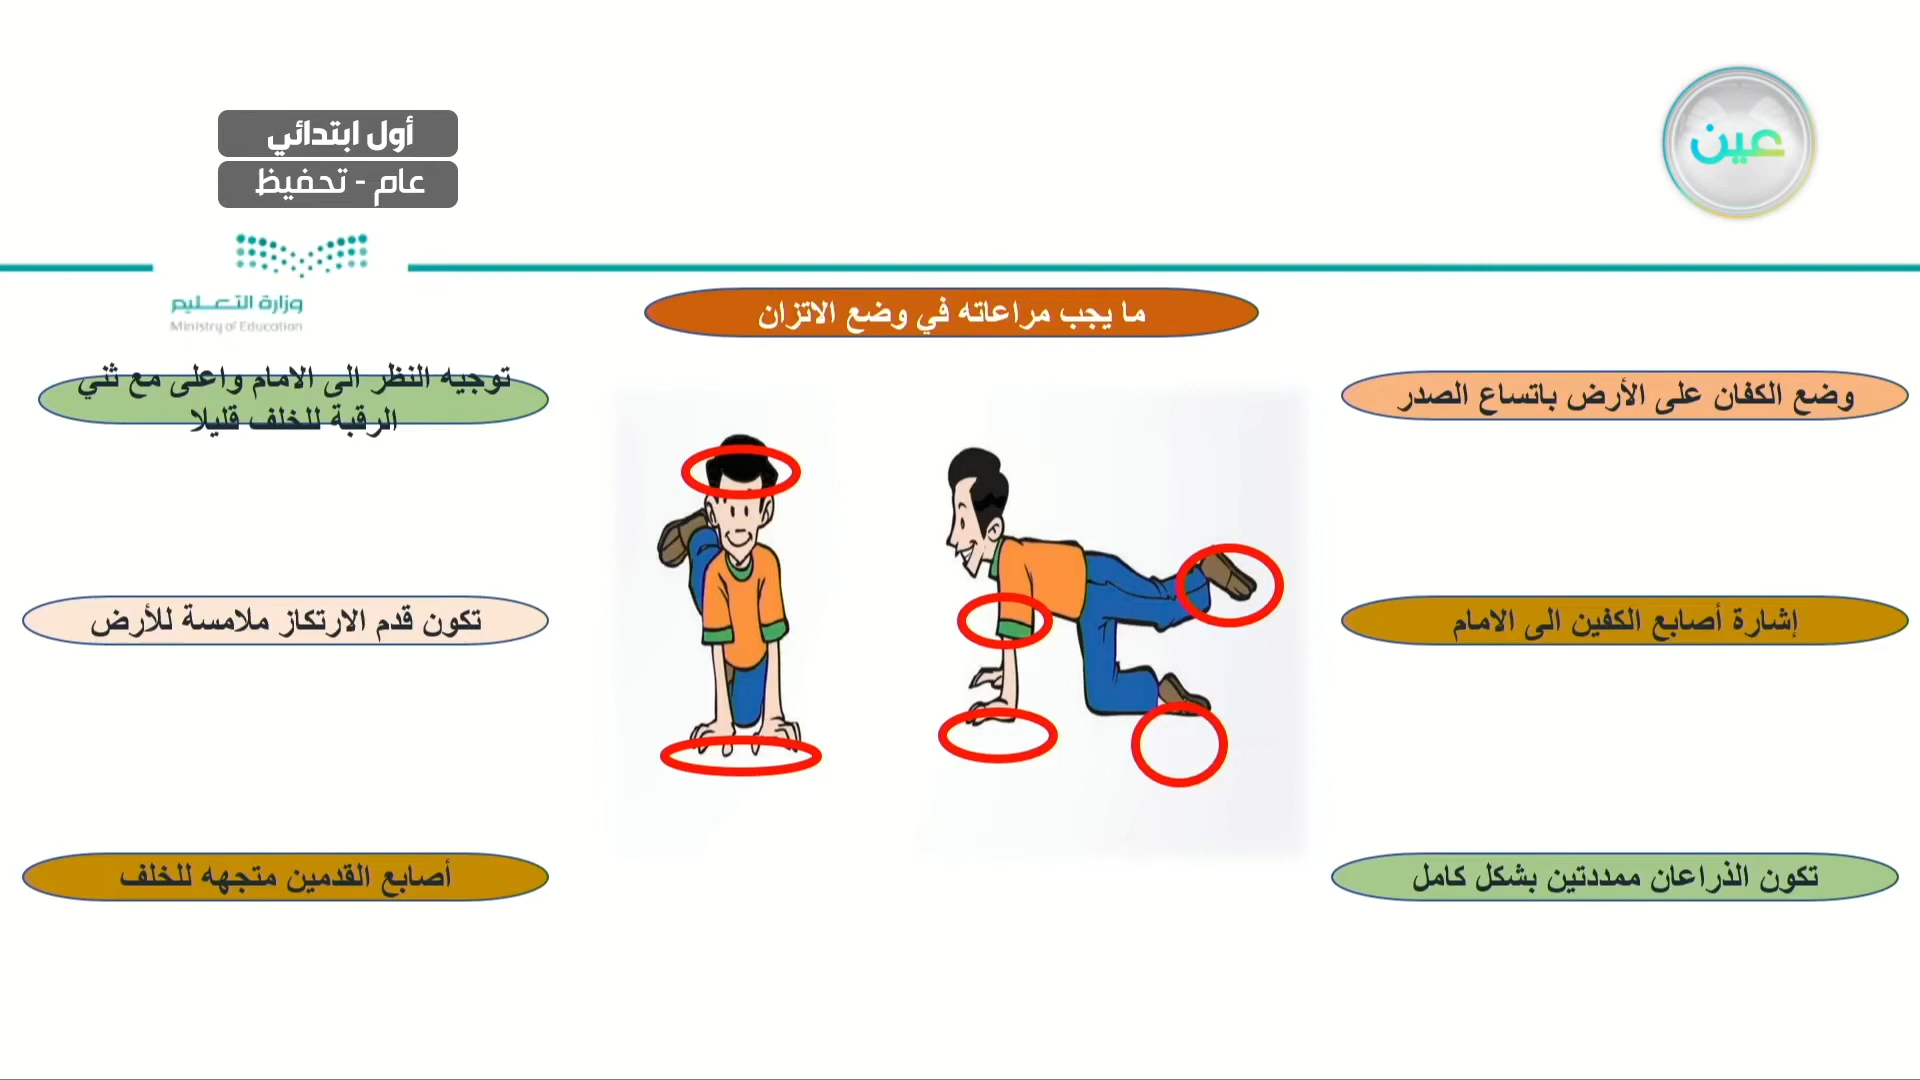 عين
أول ابتدائي
عام - تحفيظ
وزارة التعليم
Ministry of Education
ما يجب مراعاته في وضع الاتزان
وضع الكفان على الأرض باتساع الصدر
توجيه النظر الى الامام واعلى مع ثني
الرقبة للخلف قليلا
إشارة أصابع الكفين الى الامام
تكون قدم الارتكاز ملامسة للأرض
تكون الذراعان ممددتين بشكل كامل
أصابع القدمين متجهه للخلف